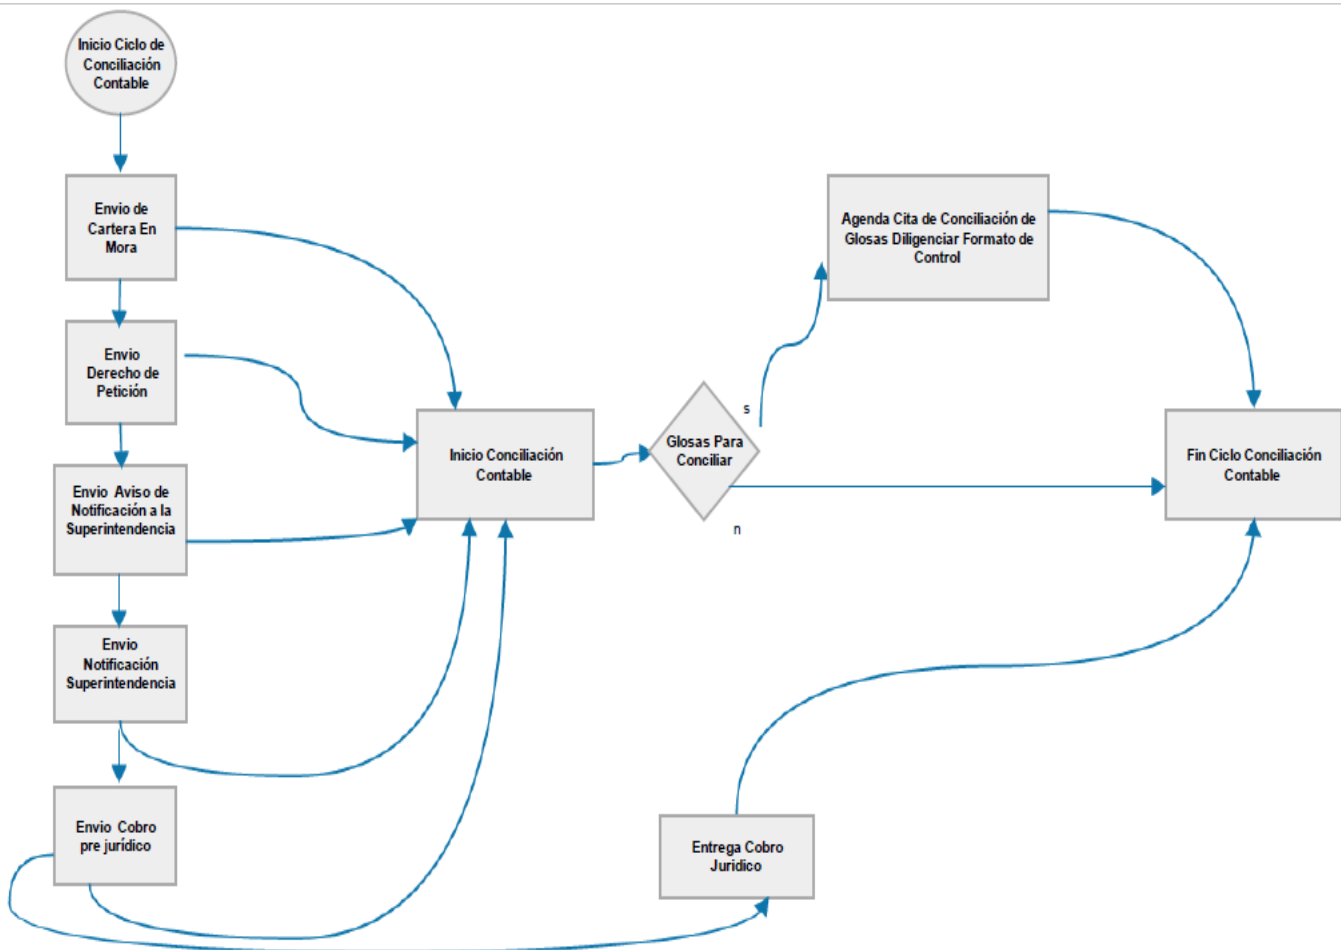 Inicio Ciclo de
Conciliación
Contable
Envio de
Cartera En
Mora
Envio
Derecho de
Petición
Envio Aviso de
Notificación a la
Superintendencia
Envio
Notificación
Superintendencia
Envio Cobro
pre jurídico
Inicio Conciliación
Contable
Glosas Para
Conciliar
s
n
Agenda Cita de Conciliación de
Glosas Diligenciar Formato de
Control
Fin Ciclo Conciliación
Contable
Entrega Cobro
Juridico